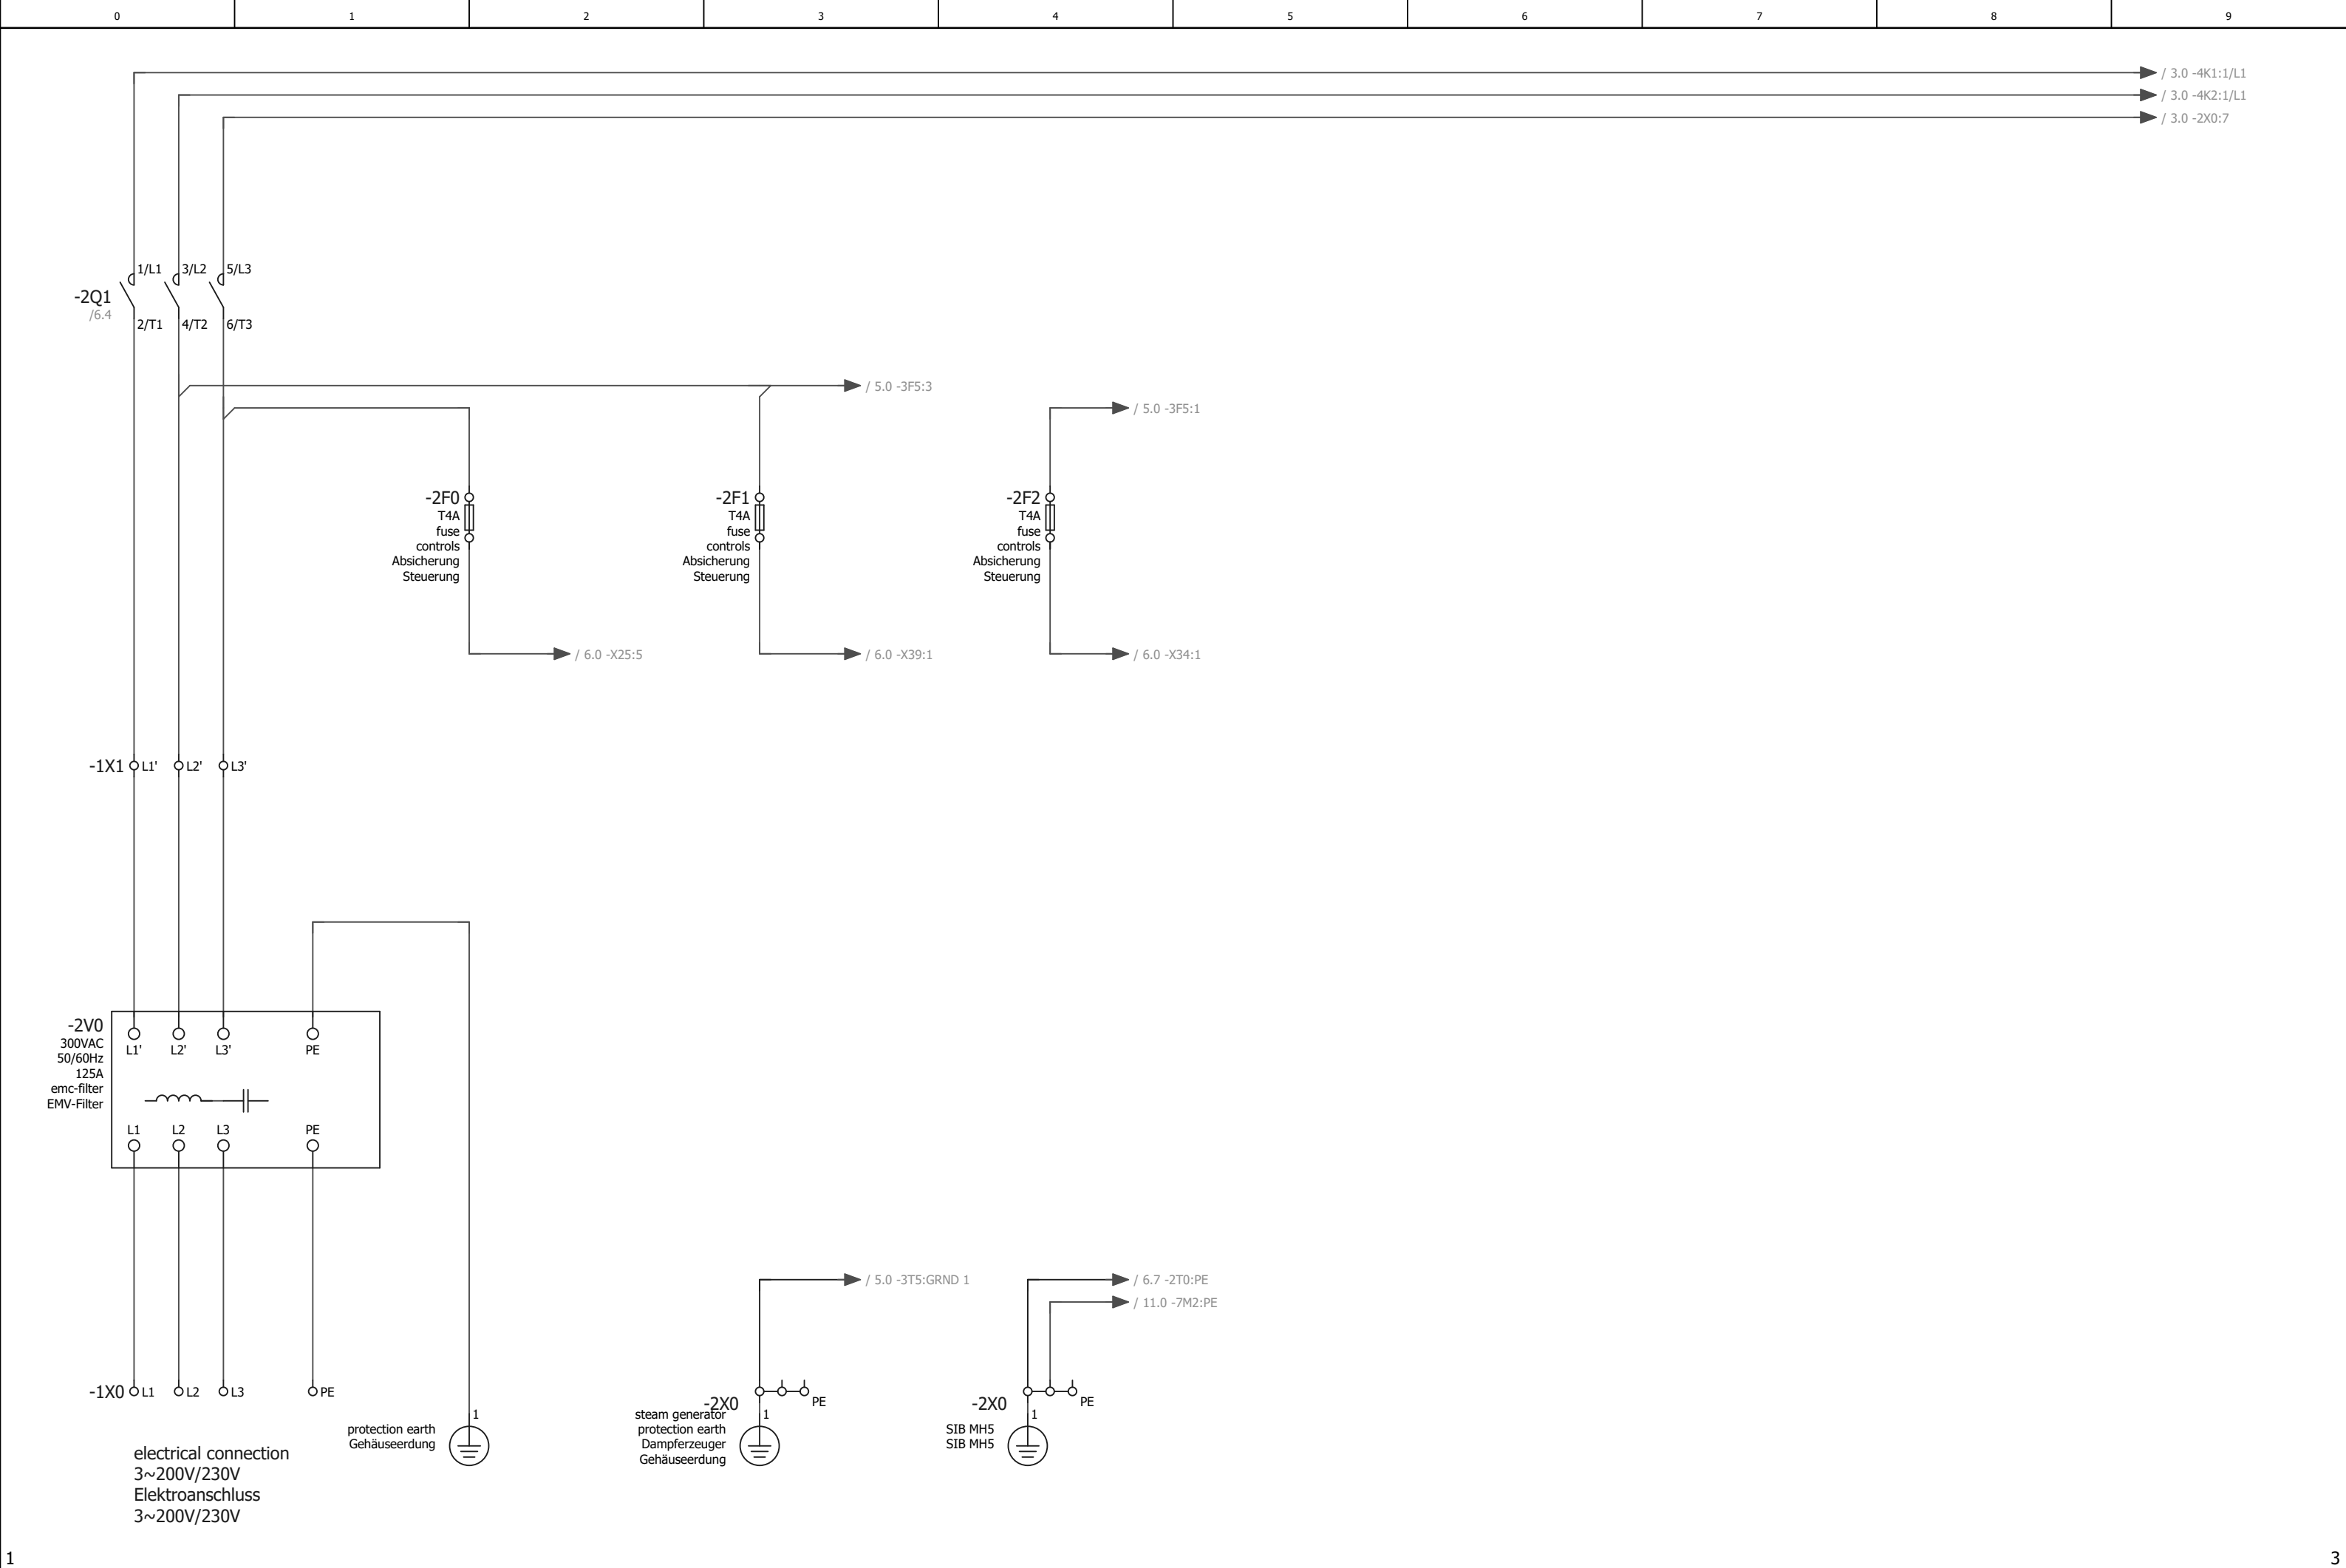 0 1 2 3 4 5 6 7 8 9
/ 3.0 -4K1:1/L1
/ 3.0 -4K2:1/L1
/ 3.0 -2X0:7
1/L1 3/L2 5/L3
-2Q1
/6.4
2/T1 4/T2 6/T3
/ 5.0 -3F5:3
/ 5.0 -3F5:1
-2F0
T4A
fuse
controls
Absicherung
Steuerung
-2F1
T4A
fuse
controls
Absicherung
Steuerung
-2F2
T4A
fuse
controls
Absicherung
Steuerung
/ 6.0 -X25:5
/ 6.0 -X39:1
/ 6.0 -X34:1
-1X1 L1' L2' L3'
-2V0
300VAC
50/60Hz
125A
emc-filter
EMV-Filter
L1' L2' L3' PE
L1 L2 L3 PE
/ 5.0 -3T5:GRND 1
/ 6.7 -2T0:PE
/ 11.0 -7M2:PE
-1X0 L1 L2 L3 PE
1
protection earth
Gehäuseerdung
-2X0 PE
1
steam generator
protection earth
Dampferzeuger
Gehäuseerdung
-2X0 PE
1
SIB MH5
SIB MH5
electrical connection
3~200V/230V
Elektroanschluss
3~200V/230V
1 3